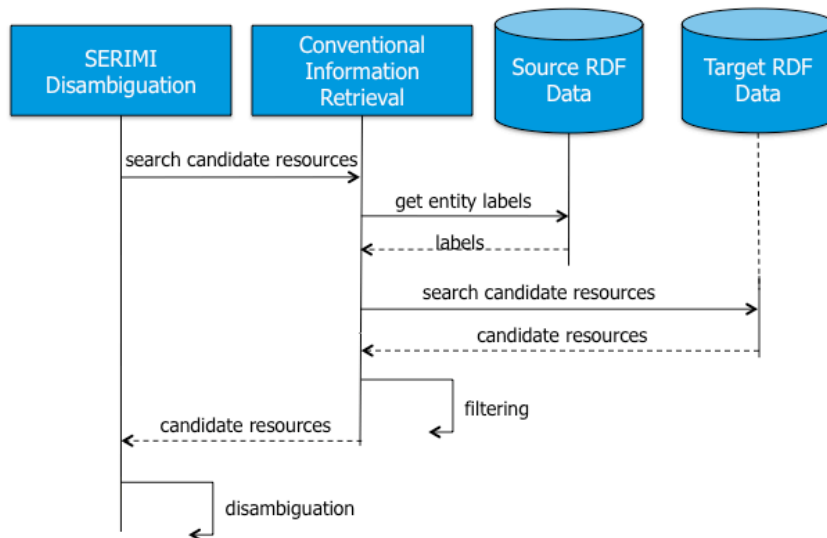 SERIMI
Disambiguation
Conventional
Information
Retrieval
Source RDF
Data
Target RDF
Data
search candidate resources
get entity labels
labels
search candidate resources
candidate resources
filtering
candidate resources
disambiguation